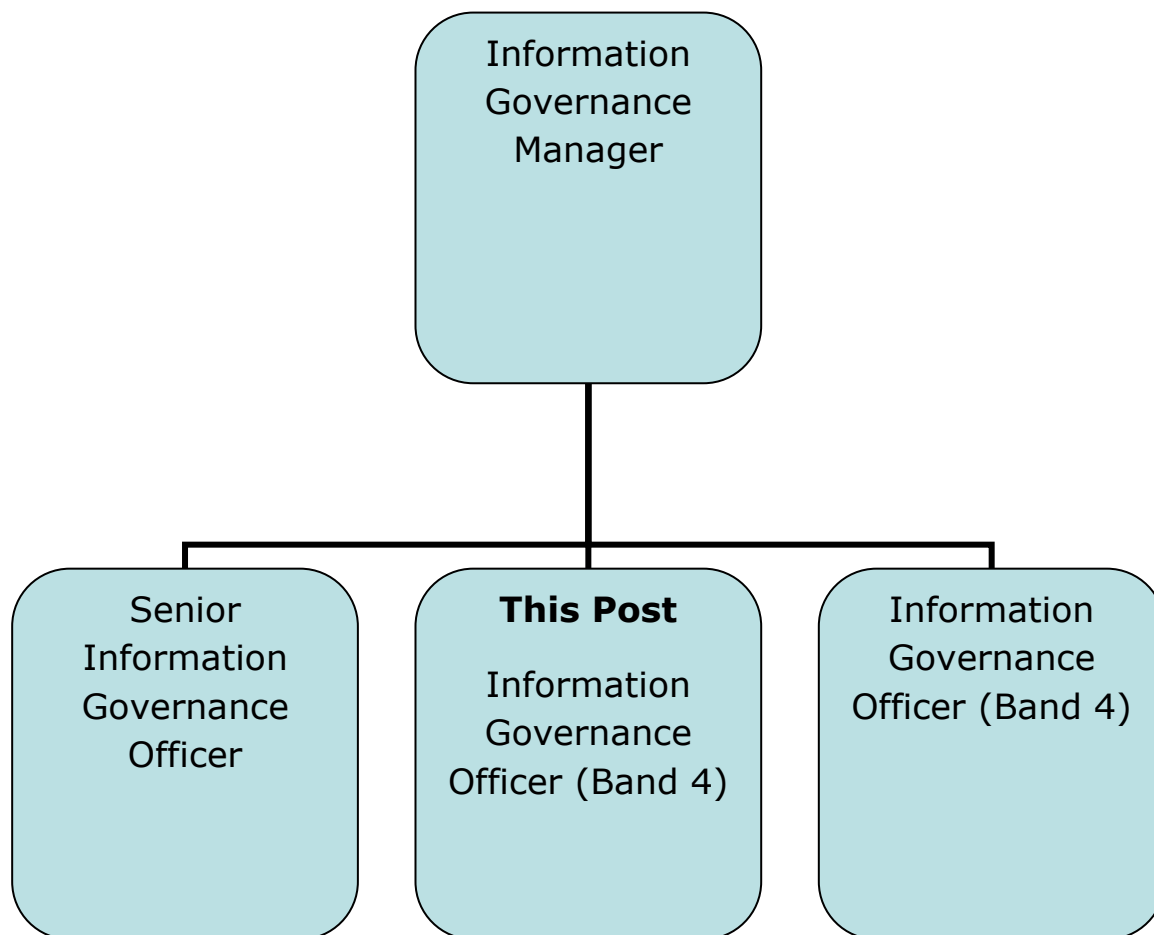 Information
Governance
Manager
Senior
Information
Governance
Officer
This Post
Information
Governance
Officer (Band 4)
Information
Governance
Officer (Band 4)